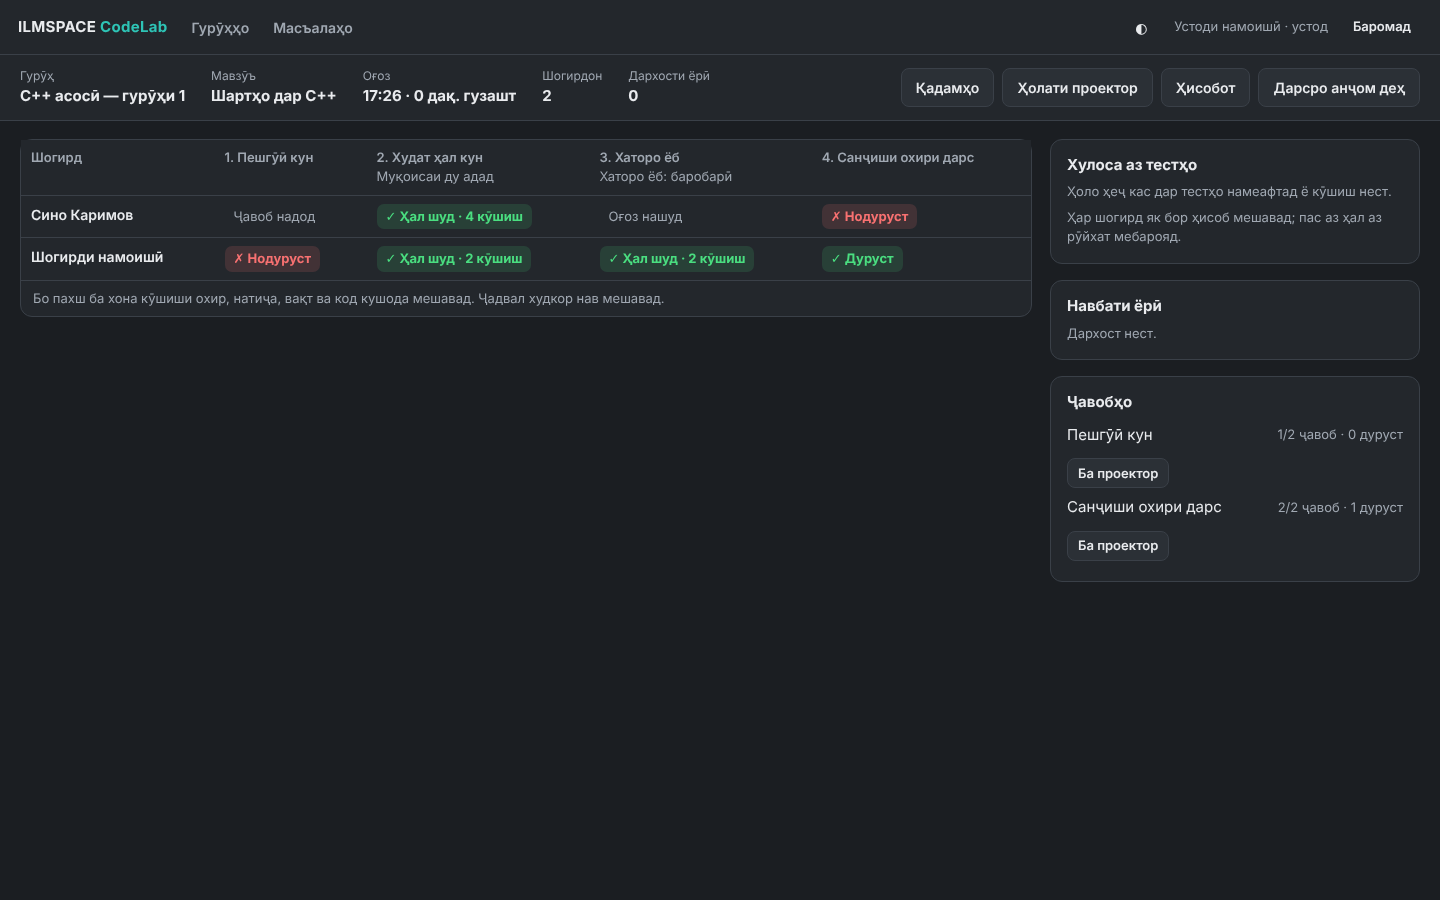 ILMSPACE CodeLab
Гурӯҳҳо
Масъалаҳо
◐
Устоди намоишӣ · устод
Баромад
Гурӯҳ
C++ асосӣ — гурӯҳи 1
Мавзӯъ
Шартҳо дар C++
Оғоз
17:26 · 0 дақ. гузашт
Шогирдон
2
Дархости ёрӣ
0
Қадамҳо
Ҳолати проектор
Ҳисобот
Дарсро анҷом деҳ
Шогирд
1. Пешгӯӣ кун
2. Худат ҳал кун
Муқоисаи ду адад
3. Хаторо ёб
Хаторо ёб: баробарӣ
4. Санҷиши охири дарс
Сино Каримов
Ҷавоб надод
✓ Ҳал шуд · 4 кӯшиш
Оғоз нашуд
✗ Нодуруст
Шогирди намоишӣ
✗ Нодуруст
✓ Ҳал шуд · 2 кӯшиш
✓ Ҳал шуд · 2 кӯшиш
✓ Дуруст
Бо пахш ба хона кӯшиши охир, натиҷа, вақт ва код кушода мешавад. Ҷадвал худкор нав мешавад.
Хулоса аз тестҳо
Ҳоло ҳеҷ кас дар тестҳо намеафтад ё кӯшиш нест.
Ҳар шогирд як бор ҳисоб мешавад; пас аз ҳал аз
рӯйхат мебарояд.
Навбати ёрӣ
Дархост нест.
Ҷавобҳо
Пешгӯӣ кун
1/2 ҷавоб · 0 дуруст
Ба проектор
Санҷиши охири дарс
2/2 ҷавоб · 1 дуруст
Ба проектор